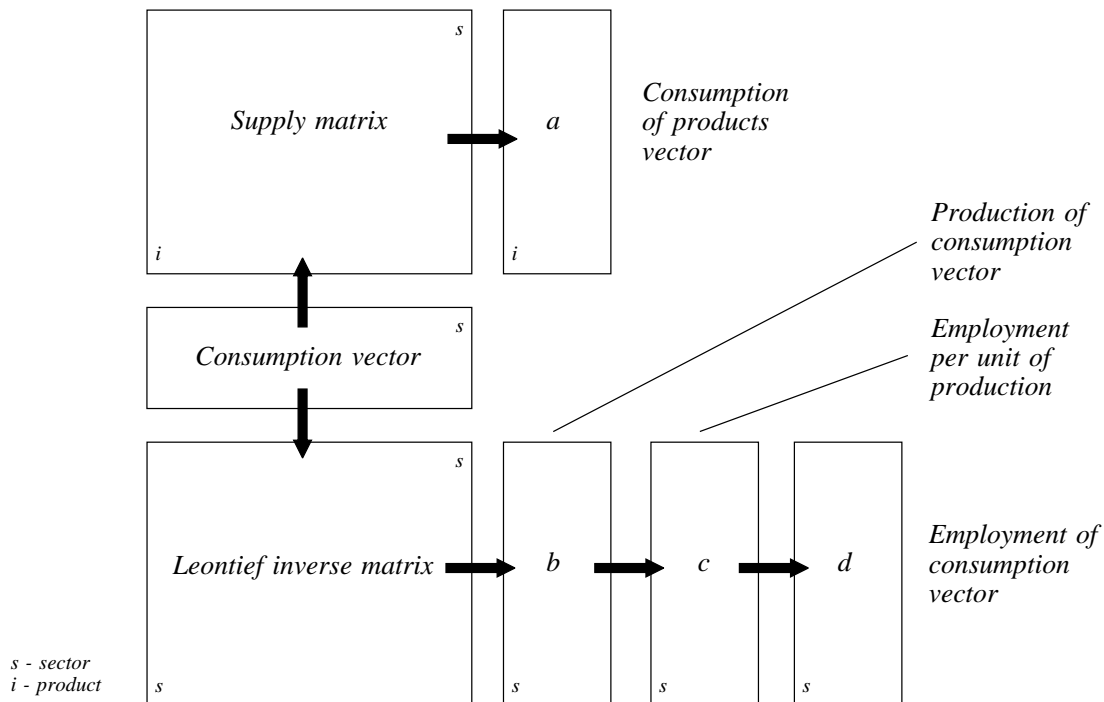 s
Supply matrix
i
a
i
Consumption
of products
vector
Production of
consumption
vector
s
Consumption vector
Employment
per unit of
production
s
Leontief inverse matrix
s
b
s
c
s
d
s
Employment of
consumption
vector
s - sector
i - product